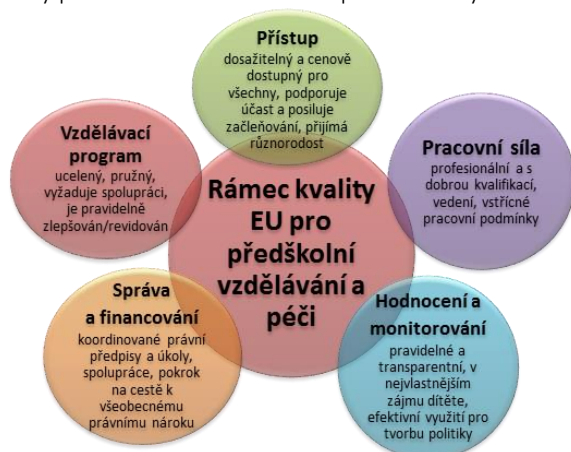 Přístup
dosažitelný a cenově
dostupný pro
všechny, podporuje
účast a posiluje
začleňování, přijímá
různorodost
Pracovní síla
profesionální a s
dobrou kvalifikací,
vedení, vstřícné
pracovní podmínky
Hodnocení a
monitorování
pravidelné a
transparentní, v
nejvlastnějším
zájmu dítěte,
efektivní využití pro
tvorbu politiky
Správa
a financování
koordinované právní
předpisy a úkoly,
spolupráce, pokrok
na cestě k
všeobecnému
právnímu nároku
Vzdělávací
program
ucelený, pružný,
vyžaduje spolupráci,
je pravidelně
zlepšován/revidován
Rámec kvality
EU pro
předškolní
vzdělávání a
péči